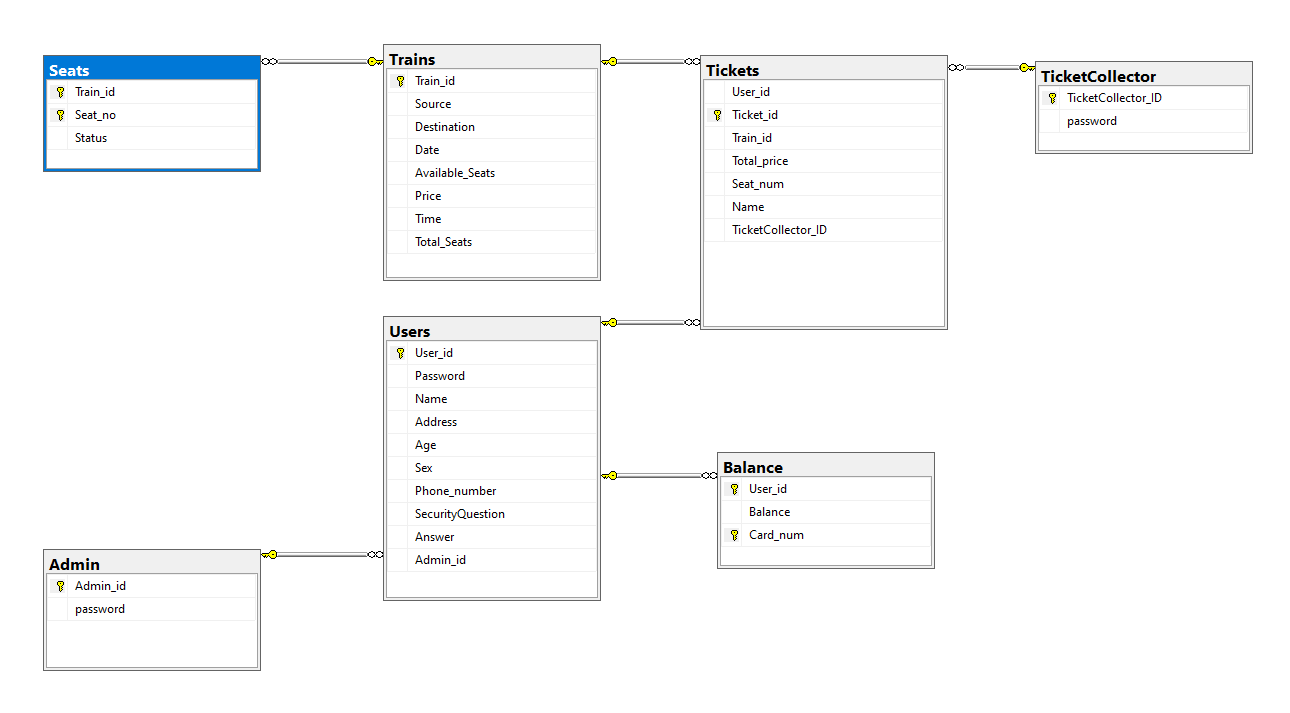 Seats
Train_id
Seat_no
Status
Trains
Train_id
Source
Destination
Date
Available_Seats
Price
Time
Total_Seats
Tickets
User_id
Ticket_id
Train_id
Total_price
Seat_num
Name
TicketCollector_ID
TicketCollector
TicketCollector_ID
password
Users
User_id
Password
Name
Address
Age
Sex
Phone_number
SecurityQuestion
Answer
Admin_id
Balance
User_id
Balance
Card_num
Admin
Admin_id
password